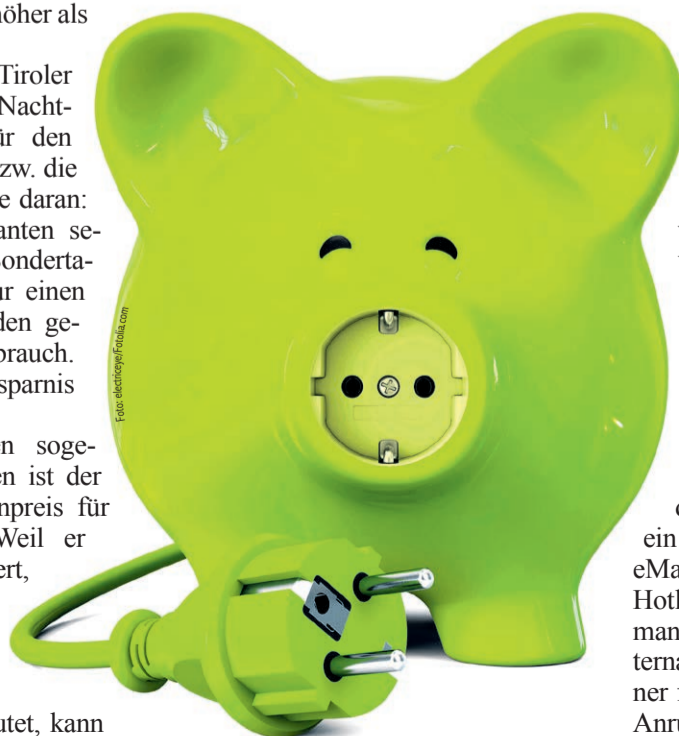 höher als
Tiroler
Nacht-
ür den
zw. die
e daran:
anten se-
onderta-
ur einen
den ge-
brauch.
sparnis
n soge-
en ist der
npreis für
Weil er
ert,
utet, kann
Foto: electriceye/Fotolia.com
ein
eMa
Hotl
man
terna
ner
Anru